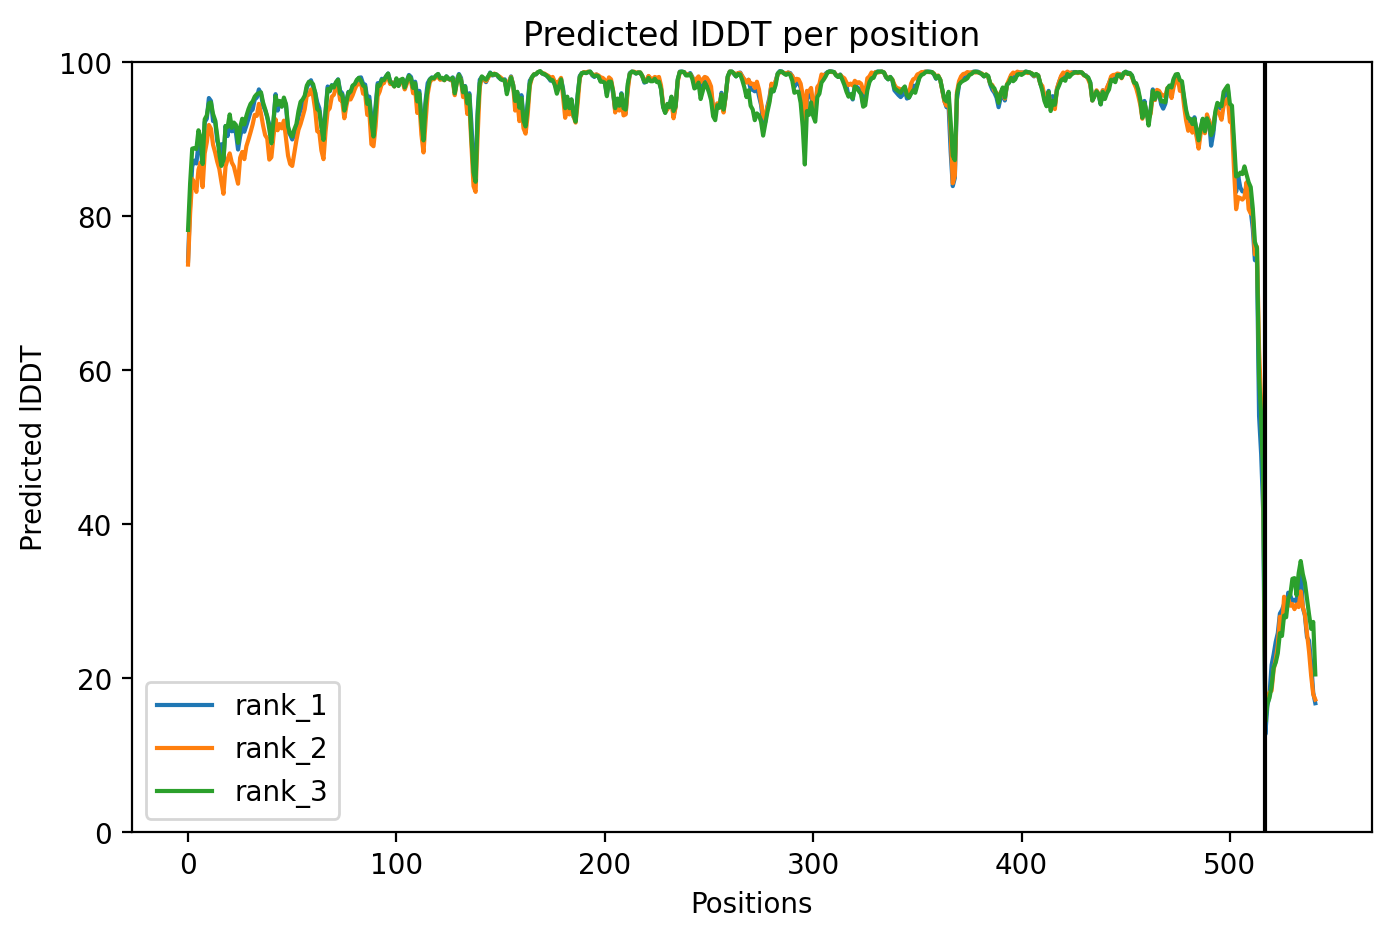 Predicted lDDT per position
Predicted lDDT
100
80
60
40
20
0
rank_1
rank_2
rank_3
0 100 200 300 400 500
Positions